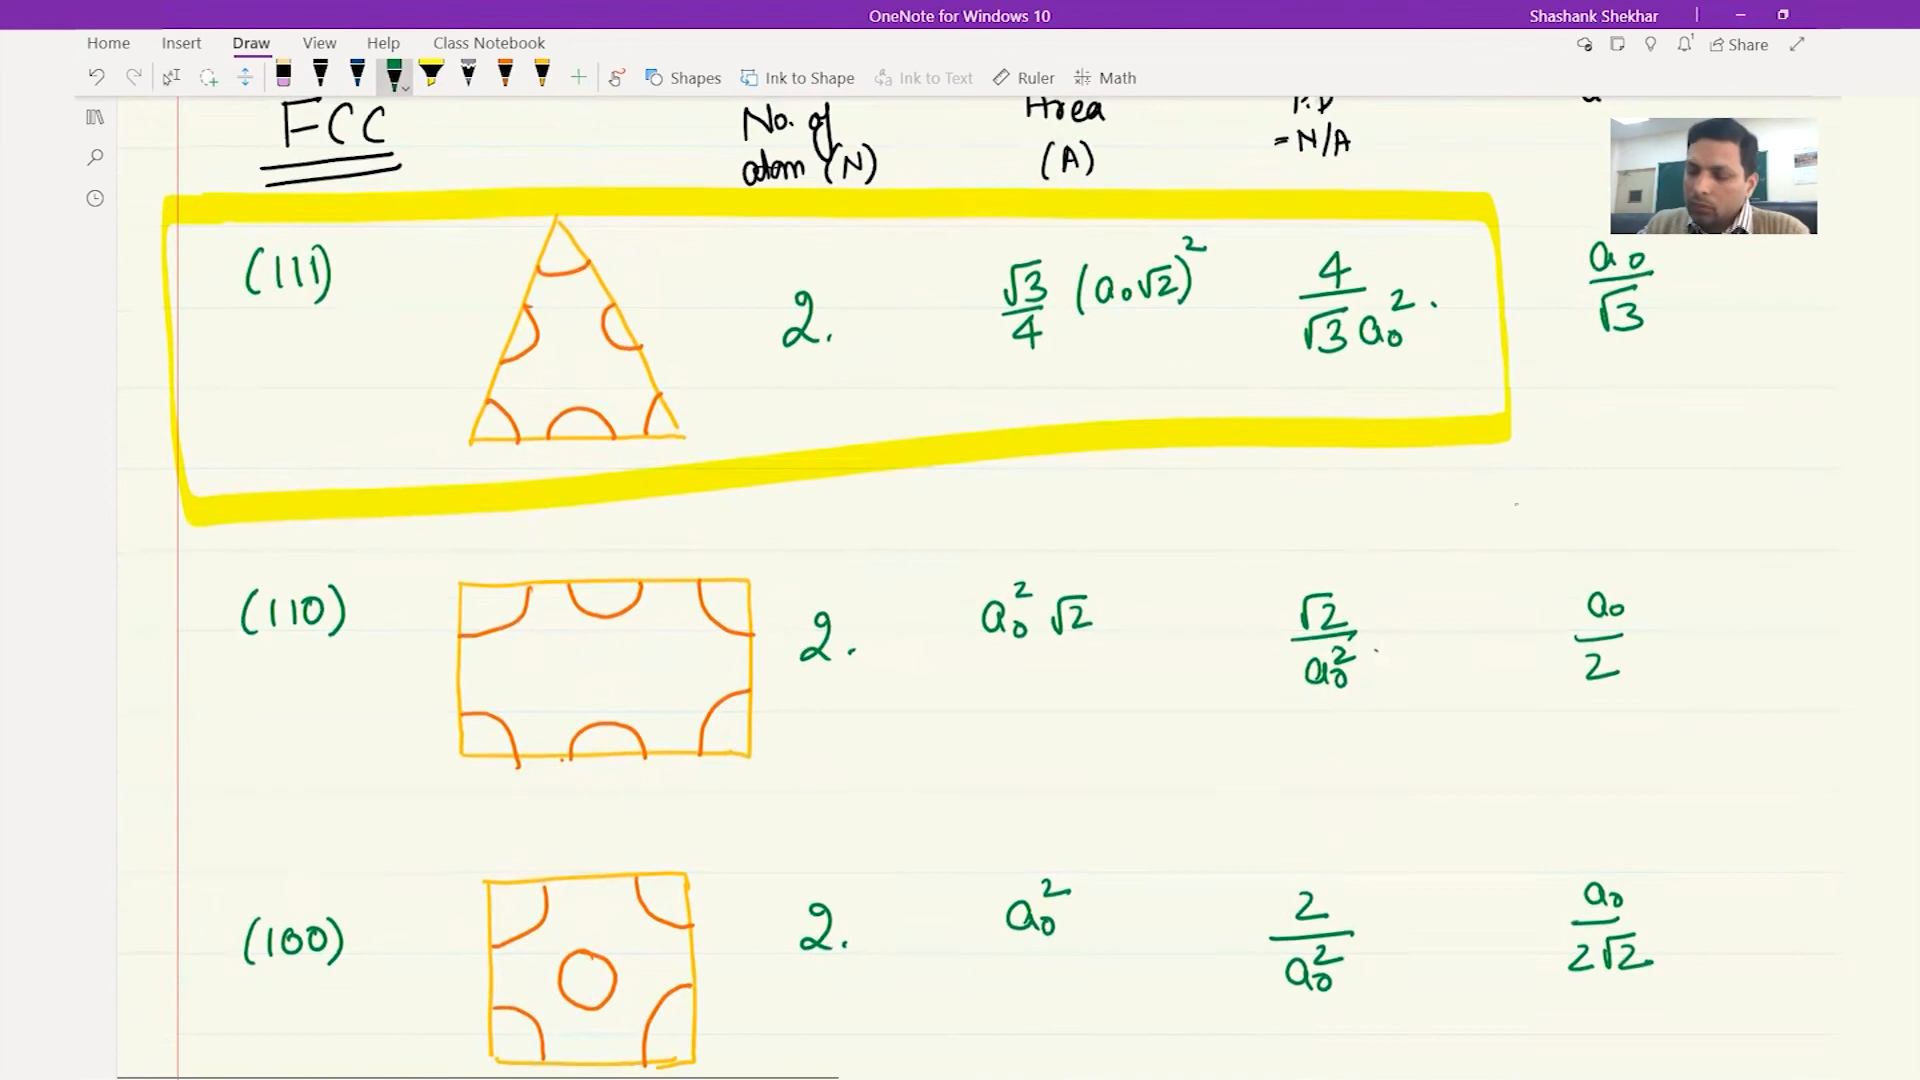 OneNote for Windows 10
Shashank Shekhar
Home Insert Draw View Help Class Notebook
Share
Shapes Ink to Shape Ink to Text Ruler Math
FCC
No. of
atom (N)
Area
(A)
P.D
= N/A
(111)
2.
√3/4 (a₀√2)²
4/√3a₀².
a₀/√3
(110)
2.
a₀²√2
√2/a₀²
a₀/2
(100)
2.
a₀²
2/a₀²
a₀/2√2